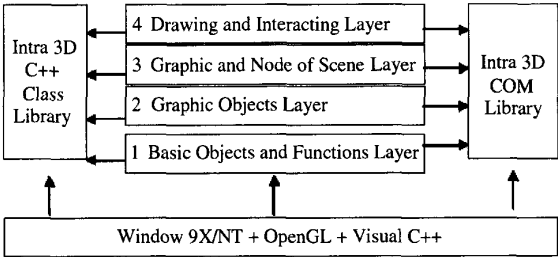 4 Drawing and Interacting Layer
Intra 3D
C++
Class
Library
3 Graphic and Node of Scene Layer
2 Graphic Objects Layer
1 Basic Objects and Functions Layer
Intra 3D
COM
Library
Window 9X/NT + OpenGL + Visual C++